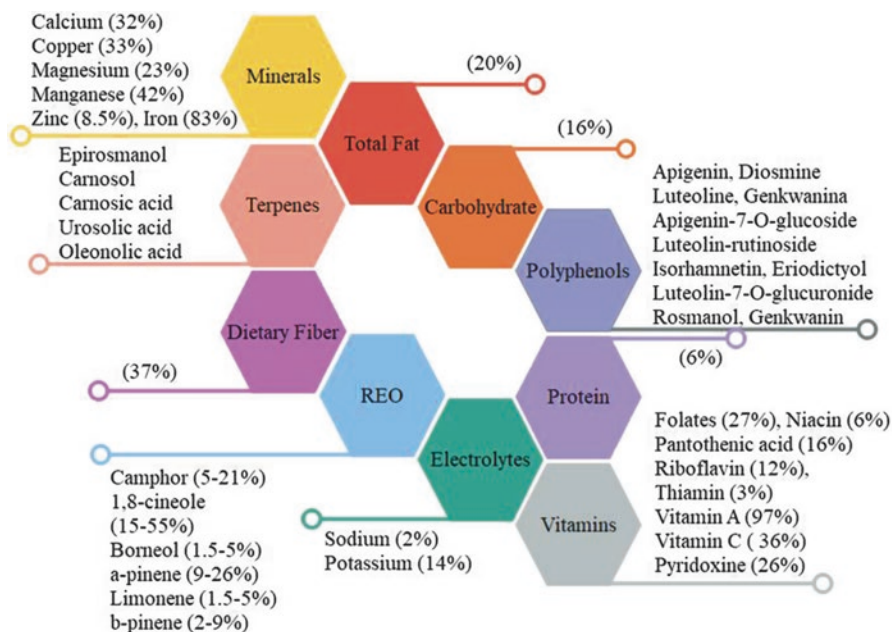 Calcium (32%)
Copper (33%)
Magnesium (23%)
Manganese (42%)
Zinc (8.5%), Iron (83%)
Minerals
(20%)
Total Fat
(16%)
Carbohydrate
Epirosmanol
Carnosol
Carnosic acid
Urosolic acid
Oleonolic acid
Terpenes
Apigenin, Diosmine
Luteoline, Genkwanina
Apigenin-7-O-glucoside
Luteolin-rutinoside
Isorhamnetin, Eriodictyol
Luteolin-7-O-glucuronide
Rosmanol, Genkwanin
Polyphenols
Dietary Fiber
(37%)
REO
(6%)
Protein
Electrolytes
Camphor (5-21%)
1,8-cineole
(15-55%)
Borneol (1.5-5%)
a-pinene (9-26%)
Limonene (1.5-5%)
b-pinene (2-9%)
Sodium (2%)
Potassium (14%)
Vitamins
Folates (27%), Niacin (6%)
Pantothenic acid (16%)
Riboflavin (12%),
Thiamin (3%)
Vitamin A (97%)
Vitamin C ( 36%)
Pyridoxine (26%)